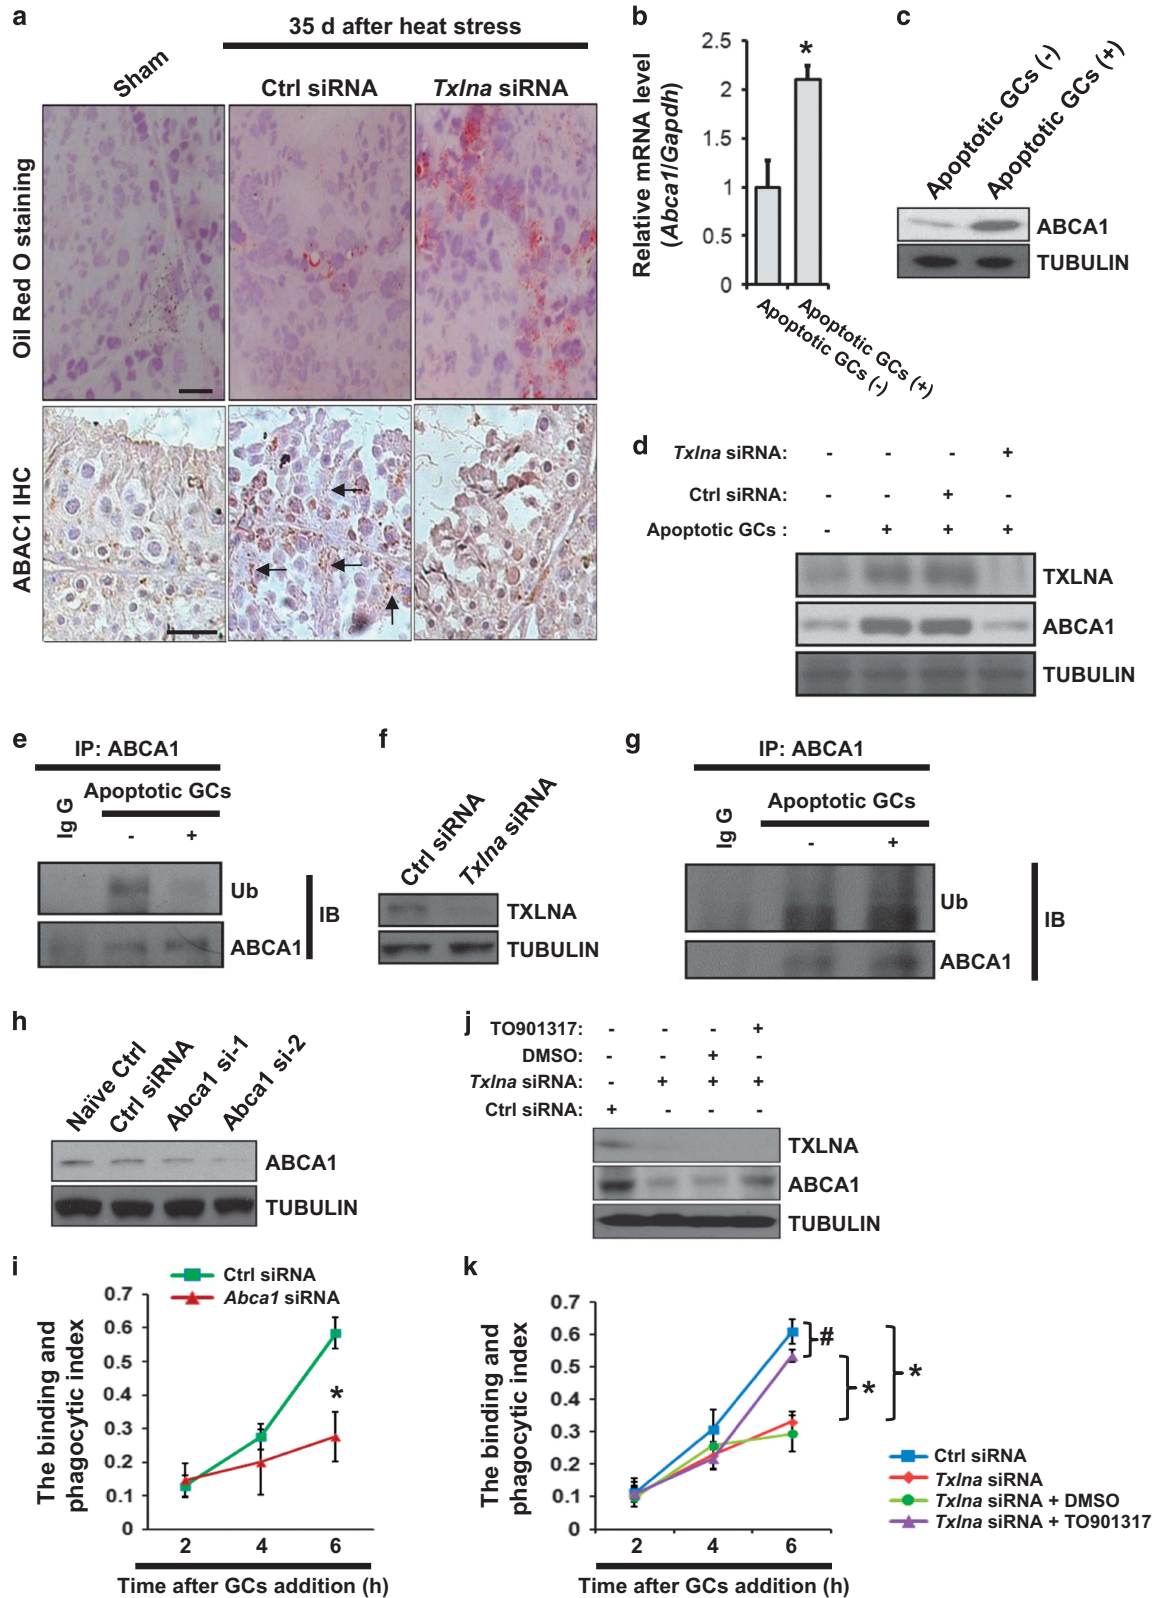 a
35 d after heat stress
Sham
Ctrl siRNA
Txlna siRNA
Oil Red O staining
ABAC1 IHC
b
Relative mRNA level
(Abca1/Gapdh)
2.5
2
1.5
1
0.5
0
*
Apoptotic GCs (-)
Apoptotic GCs (+)
c
Apoptotic GCs (-)
Apoptotic GCs (+)
ABCA1
TUBULIN
d
Txlna siRNA: - - - +
Ctrl siRNA: - - + -
Apoptotic GCs : - + + +
TXLNA
ABCA1
TUBULIN
e
IP: ABCA1
Ig G
Apoptotic GCs
- +
Ub
ABCA1
IB
f
Ctrl siRNA
Txlna siRNA
TXLNA
TUBULIN
g
IP: ABCA1
Ig G
Apoptotic GCs
- +
Ub
ABCA1
IB
h
Naïve Ctrl
Ctrl siRNA
Abca1 si-1
Abca1 si-2
ABCA1
TUBULIN
j
TO901317: - - - +
DMSO: - - + -
Txlna siRNA: - + + +
Ctrl siRNA: + - - -
TXLNA
ABCA1
TUBULIN
i
Ctrl siRNA
Abca1 siRNA
The binding and
phagocytic index
0.7
0.6
0.5
0.4
0.3
0.2
0.1
0
*
2 4 6
Time after GCs addition (h)
k
The binding and
phagocytic index
0.7
0.6
0.5
0.4
0.3
0.2
0.1
0
#
*
*
2 4 6
Time after GCs addition (h)
Ctrl siRNA
Txlna siRNA
Txlna siRNA + DMSO
Txlna siRNA + TO901317